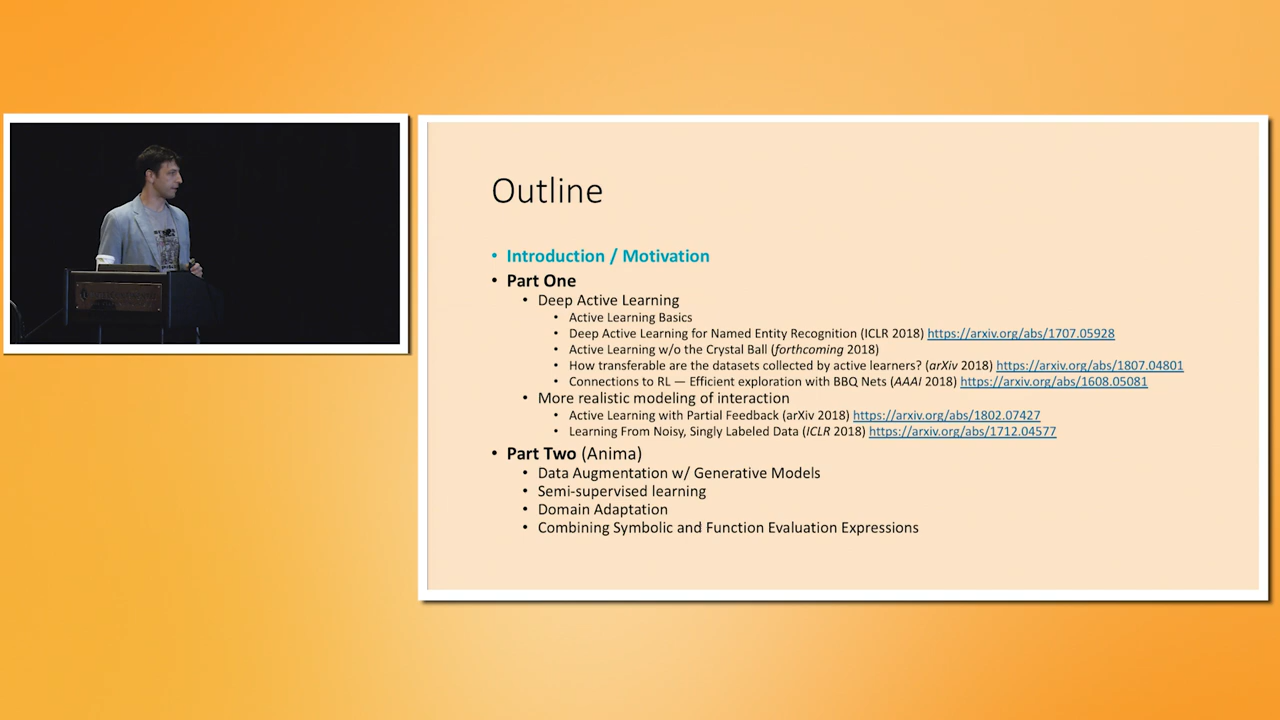 Outline
• Introduction / Motivation
• Part One
• Deep Active Learning
• Active Learning Basics
• Deep Active Learning for Named Entity Recognition (ICLR 2018) https://arxiv.org/abs/1707.05928
• Active Learning w/o the Crystal Ball (forthcoming 2018)
• How transferable are the datasets collected by active learners? (arXiv 2018) https://arxiv.org/abs/1807.04801
• Connections to RL — Efficient exploration with BBQ Nets (AAAI 2018) https://arxiv.org/abs/1608.05081
• More realistic modeling of interaction
• Active Learning with Partial Feedback (arXiv 2018) https://arxiv.org/abs/1802.07427
• Learning From Noisy, Singly Labeled Data (ICLR 2018) https://arxiv.org/abs/1712.04577
• Part Two (Anima)
• Data Augmentation w/ Generative Models
• Semi-supervised learning
• Domain Adaptation
• Combining Symbolic and Function Evaluation Expressions